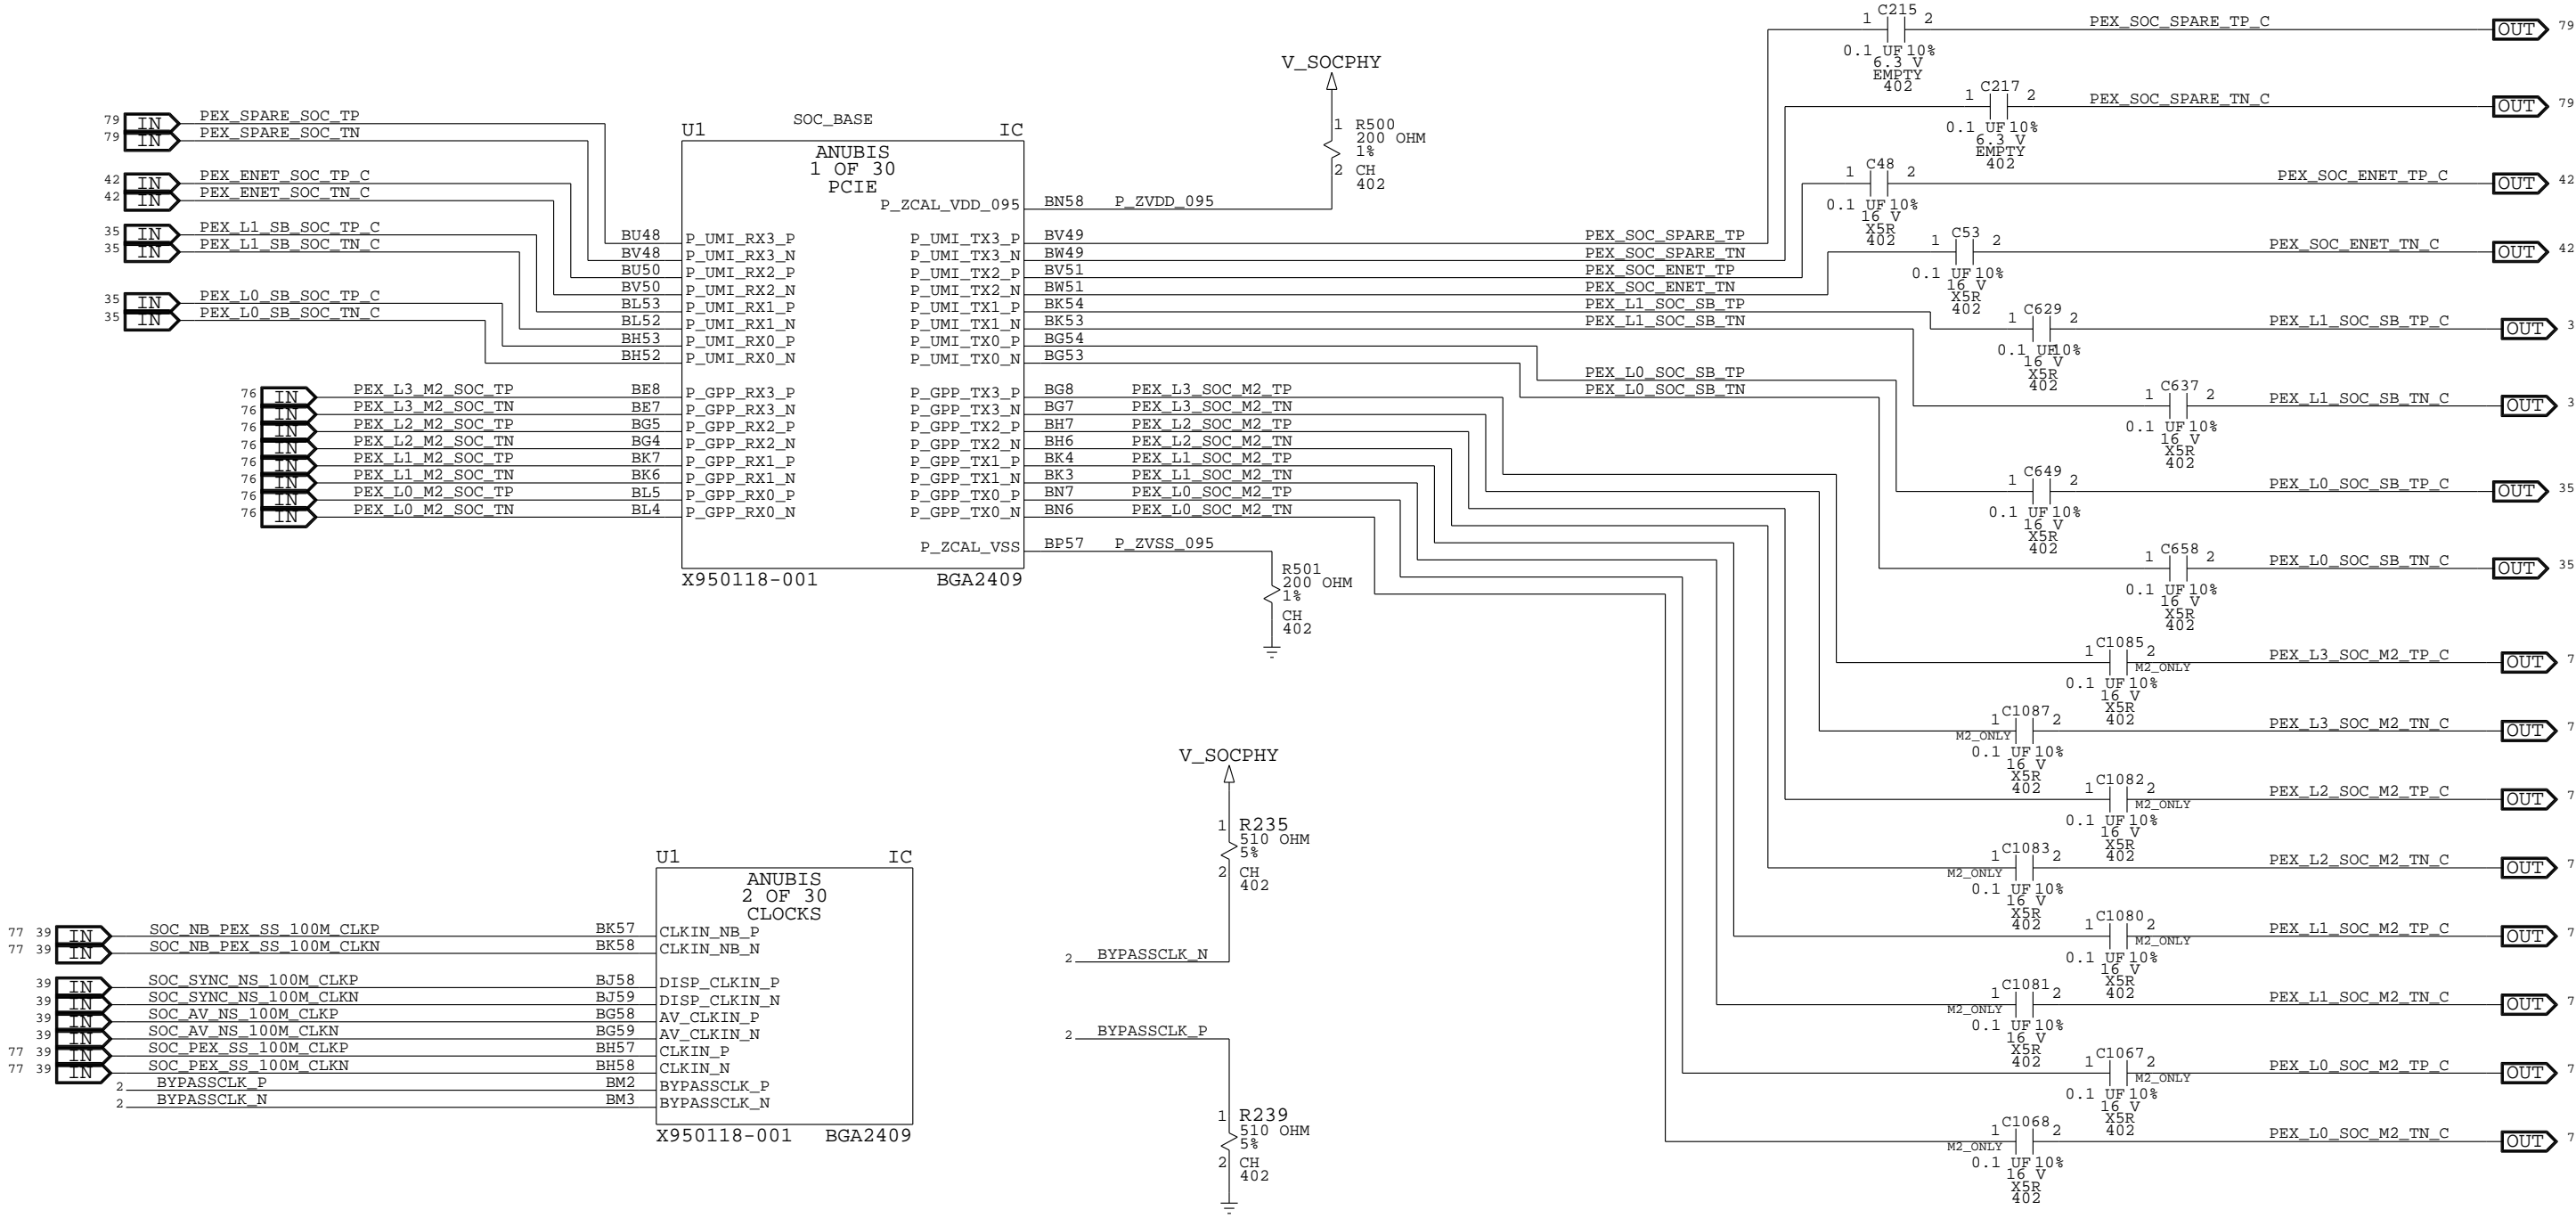 79 IN PEX_SPARE_SOC_TP
79 IN PEX_SPARE_SOC_TN
42 IN PEX_ENET_SOC_TP_C
42 IN PEX_ENET_SOC_TN_C
35 IN PEX_L1_SB_SOC_TP_C
35 IN PEX_L1_SB_SOC_TN_C
35 IN PEX_L0_SB_SOC_TP_C
35 IN PEX_L0_SB_SOC_TN_C
76 IN PEX_L3_M2_SOC_TP
76 IN PEX_L3_M2_SOC_TN
76 IN PEX_L2_M2_SOC_TP
76 IN PEX_L2_M2_SOC_TN
76 IN PEX_L1_M2_SOC_TP
76 IN PEX_L1_M2_SOC_TN
76 IN PEX_L0_M2_SOC_TP
76 IN PEX_L0_M2_SOC_TN
SOC_BASE
U1 IC
ANUBIS
1 OF 30
PCIE
P_ZCAL_VDD_095 BN58 P_ZVDD_095
BU48 P_UMI_RX3_P P_UMI_TX3_P BV49 PEX_SOC_SPARE_TP
BV48 P_UMI_RX3_N P_UMI_TX3_N BW49 PEX_SOC_SPARE_TN
BU50 P_UMI_RX2_P P_UMI_TX2_P BV51 PEX_SOC_ENET_TP
BV50 P_UMI_RX2_N P_UMI_TX2_N BW51 PEX_SOC_ENET_TN
BL53 P_UMI_RX1_P P_UMI_TX1_P BK54 PEX_L1_SOC_SB_TP
BL52 P_UMI_RX1_N P_UMI_TX1_N BK53 PEX_L1_SOC_SB_TN
BH53 P_UMI_RX0_P P_UMI_TX0_P BG54 PEX_L0_SOC_SB_TP
BH52 P_UMI_RX0_N P_UMI_TX0_N BG53 PEX_L0_SOC_SB_TN
BE8 P_GPP_RX3_P P_GPP_TX3_P BG8 PEX_L3_SOC_M2_TP
BE7 P_GPP_RX3_N P_GPP_TX3_N BG7 PEX_L3_SOC_M2_TN
BG5 P_GPP_RX2_P P_GPP_TX2_P BH7 PEX_L2_SOC_M2_TP
BG4 P_GPP_RX2_N P_GPP_TX2_N BH6 PEX_L2_SOC_M2_TN
BK7 P_GPP_RX1_P P_GPP_TX1_P BK4 PEX_L1_SOC_M2_TP
BK6 P_GPP_RX1_N P_GPP_TX1_N BK3 PEX_L1_SOC_M2_TN
BL5 P_GPP_RX0_P P_GPP_TX0_P BN7 PEX_L0_SOC_M2_TP
BL4 P_GPP_RX0_N P_GPP_TX0_N BN6 PEX_L0_SOC_M2_TN
P_ZCAL_VSS BP57 P_ZVSS_095
X950118-001 BGA2409
V_SOCPHY
1 R500
200 OHM
1%
2 CH
402
R501
200 OHM
1%
CH
402
C215
1 2 PEX_SOC_SPARE_TP_C OUT 79
0.1 UF 10%
6.3 V
EMPTY
402
C217
1 2 PEX_SOC_SPARE_TN_C OUT 79
0.1 UF 10%
6.3 V
EMPTY
402
C48
1 2 PEX_SOC_ENET_TP_C OUT 42
0.1 UF 10%
16 V
X5R
402
C53
1 2 PEX_SOC_ENET_TN_C OUT 42
0.1 UF 10%
16 V
X5R
402
C629
1 2 PEX_L1_SOC_SB_TP_C OUT 3
0.1 UF 10%
16 V
X5R
402
C637
1 2 PEX_L1_SOC_SB_TN_C OUT 3
0.1 UF 10%
16 V
X5R
402
C649
1 2 PEX_L0_SOC_SB_TP_C OUT 35
0.1 UF 10%
16 V
X5R
402
C658
1 2 PEX_L0_SOC_SB_TN_C OUT 35
0.1 UF 10%
16 V
X5R
402
C1085
1 2 M2_ONLY PEX_L3_SOC_M2_TP_C OUT 7
0.1 UF 10%
16 V
X5R
402
C1087
1 2 M2_ONLY PEX_L3_SOC_M2_TN_C OUT 7
0.1 UF 10%
16 V
X5R
402
C1082
1 2 M2_ONLY PEX_L2_SOC_M2_TP_C OUT 7
0.1 UF 10%
16 V
X5R
402
C1083
1 2 M2_ONLY PEX_L2_SOC_M2_TN_C OUT 7
0.1 UF 10%
16 V
X5R
402
C1080
1 2 M2_ONLY PEX_L1_SOC_M2_TP_C OUT 7
0.1 UF 10%
16 V
X5R
402
C1081
1 2 M2_ONLY PEX_L1_SOC_M2_TN_C OUT 7
0.1 UF 10%
16 V
X5R
402
C1067
1 2 M2_ONLY PEX_L0_SOC_M2_TP_C OUT 7
0.1 UF 10%
16 V
X5R
402
C1068
1 2 M2_ONLY PEX_L0_SOC_M2_TN_C OUT 7
0.1 UF 10%
16 V
X5R
402
U1 IC
ANUBIS
2 OF 30
CLOCKS
77 39 IN SOC_NB_PEX_SS_100M_CLKP BK57 CLKIN_NB_P
77 39 IN SOC_NB_PEX_SS_100M_CLKN BK58 CLKIN_NB_N
39 IN SOC_SYNC_NS_100M_CLKP BJ58 DISP_CLKIN_P
39 IN SOC_SYNC_NS_100M_CLKN BJ59 DISP_CLKIN_N
39 IN SOC_AV_NS_100M_CLKP BG58 AV_CLKIN_P
39 IN SOC_AV_NS_100M_CLKN BG59 AV_CLKIN_N
77 39 IN SOC_PEX_SS_100M_CLKP BH57 CLKIN_P
77 39 IN SOC_PEX_SS_100M_CLKN BH58 CLKIN_N
2 BYPASSCLK_P BM2 BYPASSCLK_P
2 BYPASSCLK_N BM3 BYPASSCLK_N
X950118-001 BGA2409
V_SOCPHY
1 R235
510 OHM
5%
2 CH
402
2 BYPASSCLK_N
2 BYPASSCLK_P
1 R239
510 OHM
5%
2 CH
402